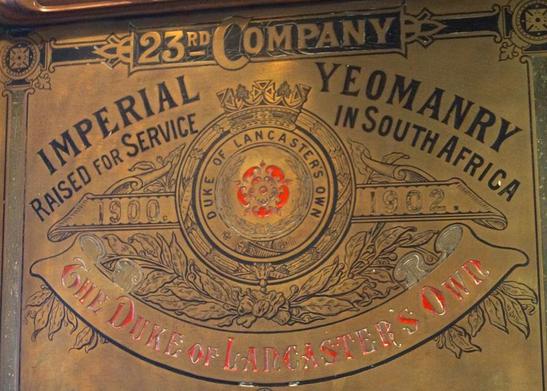 23RD COMPANY
IMPERIAL YEOMANRY
RAISED FOR SERVICE IN SOUTH AFRICA
DUKE OF LANCASTER'S OWN
1900. 1902.
THE DUKE OF LANCASTER'S OWN